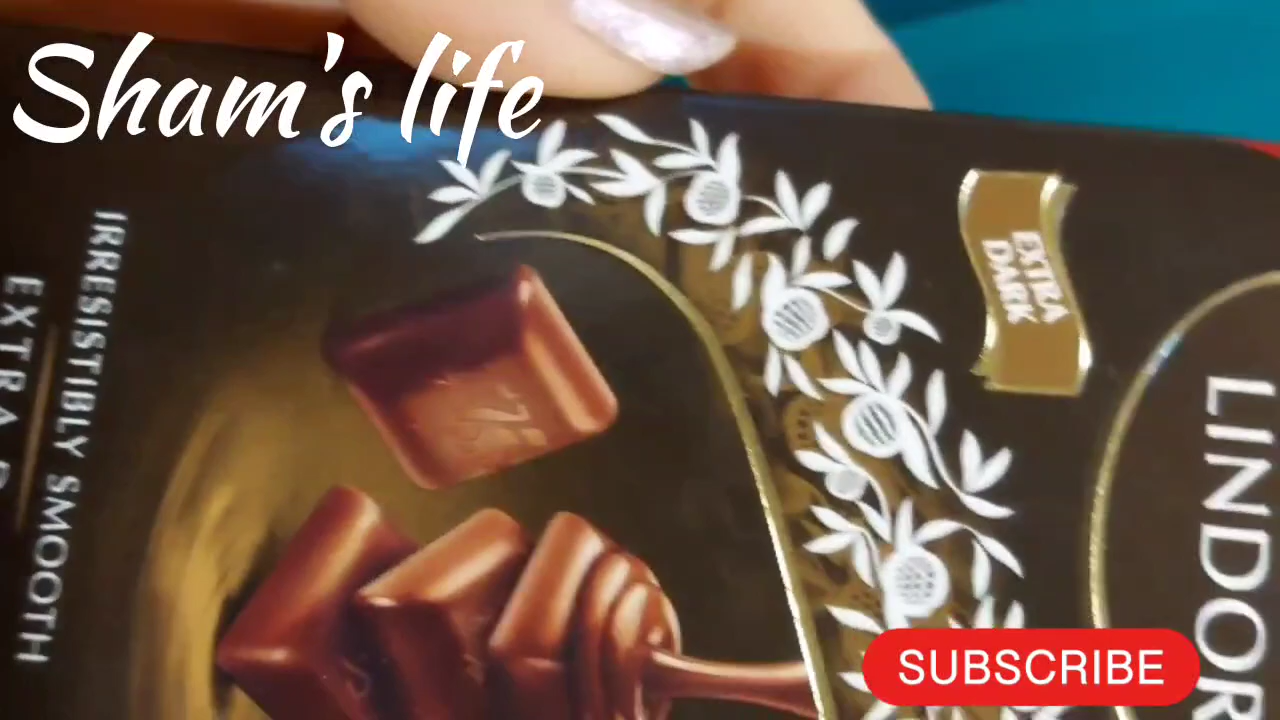 Sham's life
EXTRA
DARK
LINDOR
IRRESISTIBLY SMOOTH
EXTRA
SUBSCRIBE